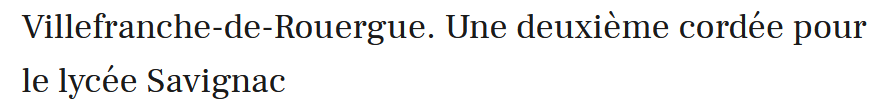 Villefranche-de-Rouergue. Une deuxième cordée pour
le lycée Savignac